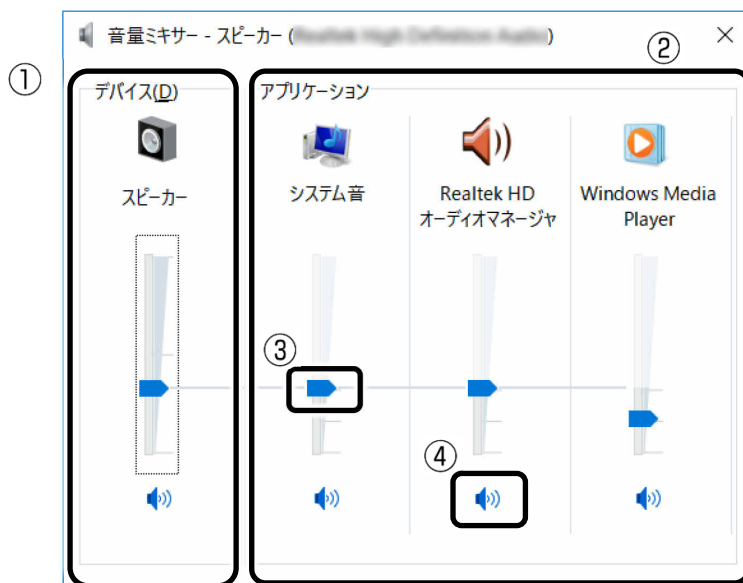 音量ミキサー - スピーカー ( )
②
①
デバイス(D)
アプリケーション
スピーカー
システム音
Realtek HD
オーディオマネージャ
Windows Media
Player
③
④